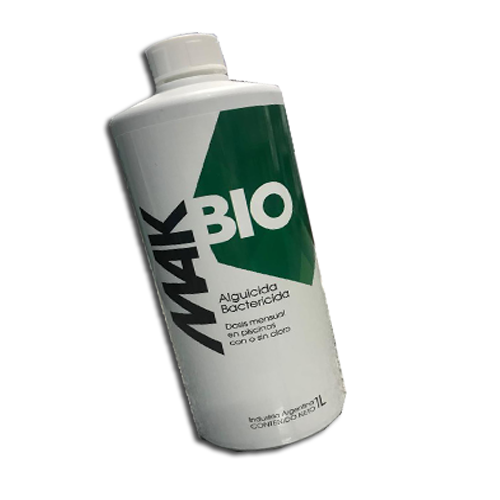 MAK
BIO
Alguicida
Bactericida
Dosis mensual
en piscinas
con o sin cloro
Industria Argentina
CONTENIDO NETO 1L